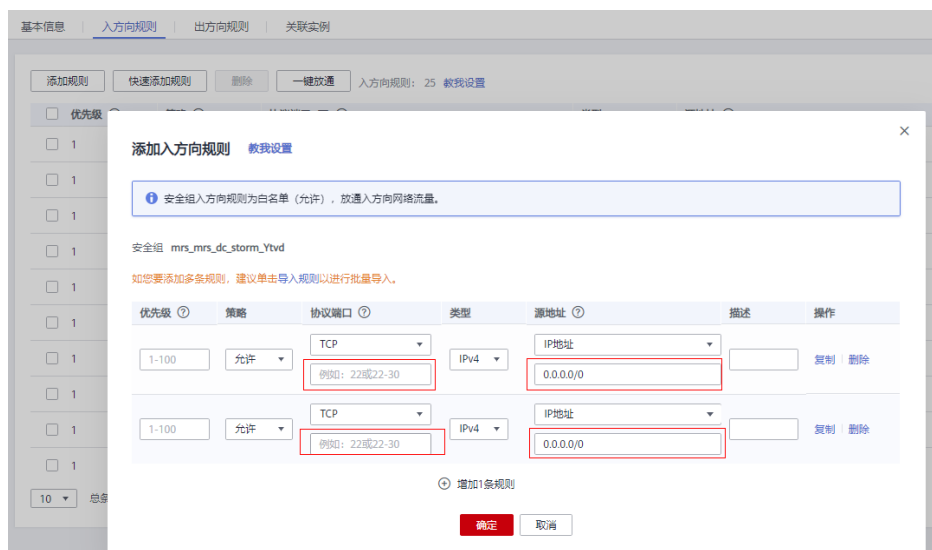 基本信息 入方向规则 出方向规则 关联实例
添加规则 快速添加规则 删除 一键放通 入方向规则: 25 教我设置
优先级
1
添加入方向规则 教我设置
1
安全组入方向规则为白名单（允许），放通入方向网络流量。
1
安全组 mrs_mrs_dc_storm_Ytvd
1
如您要添加多条规则，建议单击导入规则以进行批量导入。
1
优先级 策略 协议端口 类型 源地址 描述 操作
1
TCP IP地址
1
1-100 允许 IPv4 复制 删除
例如：22或22-30 0.0.0.0/0
1
TCP IP地址
1
1-100 允许 IPv4 复制 删除
例如：22或22-30 0.0.0.0/0
1
增加1条规则
10 总条
确定 取消